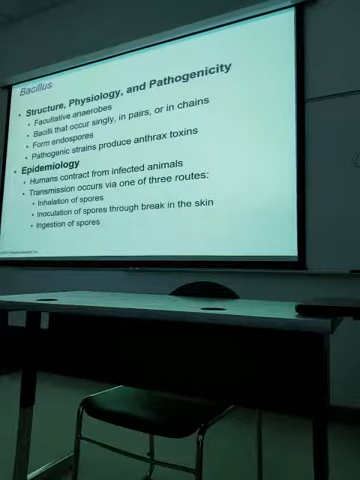 Bacillus
• Structure, Physiology, and Pathogenicity
• Facultative anaerobes
• Bacilli that occur singly, in pairs, or in chains
• Form endospores
• Pathogenic strains produce anthrax toxins
• Epidemiology
• Humans contract from infected animals
• Transmission occurs via one of three routes:
• Inhalation of spores
• Inoculation of spores through break in the skin
• Ingestion of spores